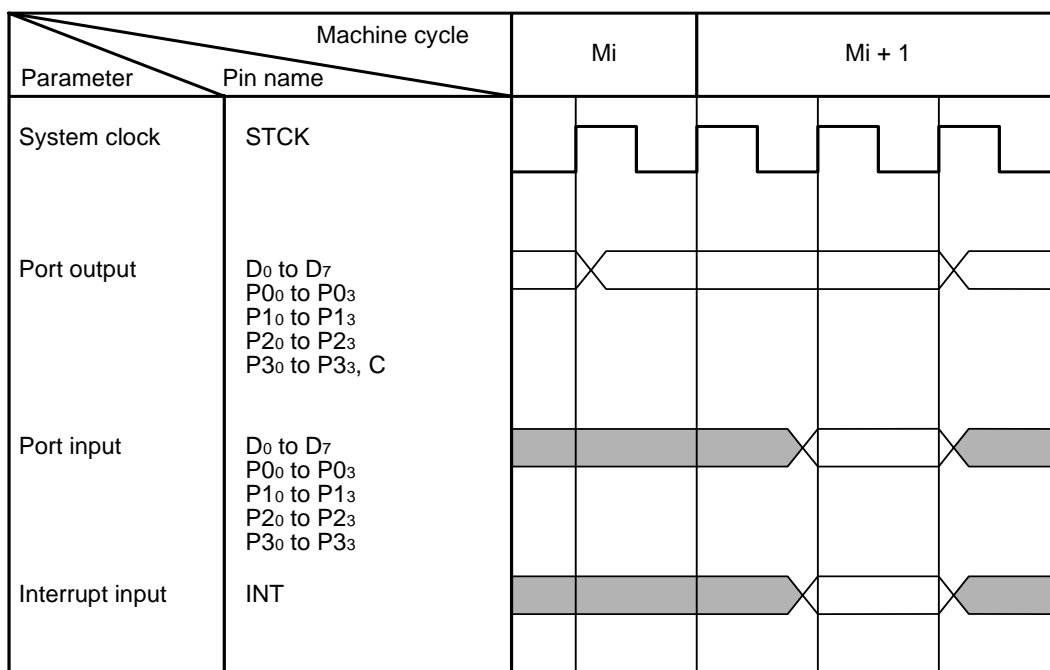 Machine cycle
Parameter Pin name
Mi Mi + 1
System clock STCK
Port output D0 to D7
P00 to P03
P10 to P13
P20 to P23
P30 to P33, C
Port input D0 to D7
P00 to P03
P10 to P13
P20 to P23
P30 to P33
Interrupt input INT